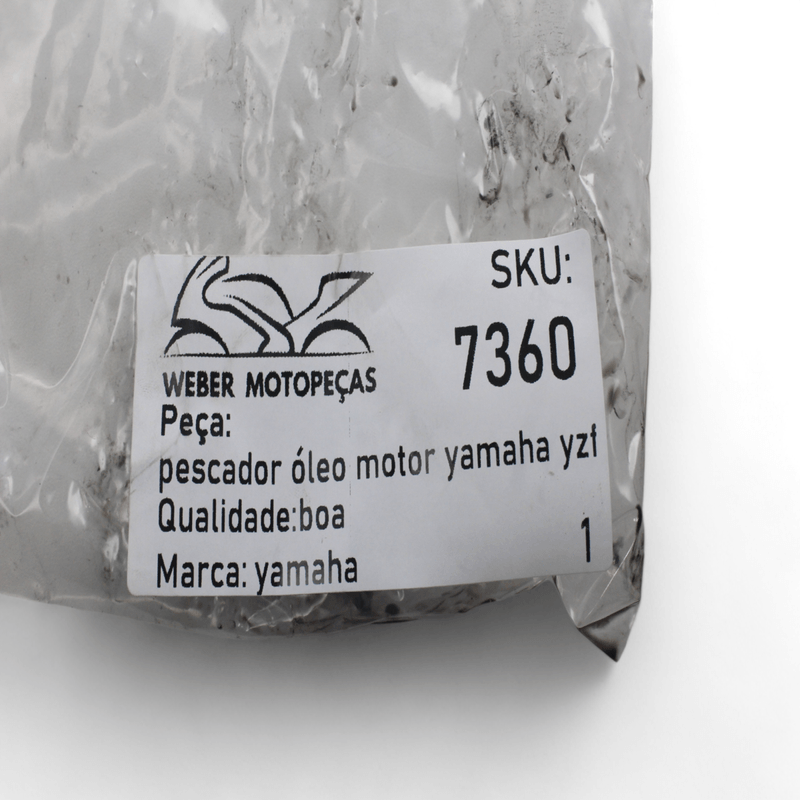 SKU:
7360
WEBER MOTOPEÇAS
Peça:
pescador óleo motor yamaha yzf
Qualidade:boa
1
Marca: yamaha